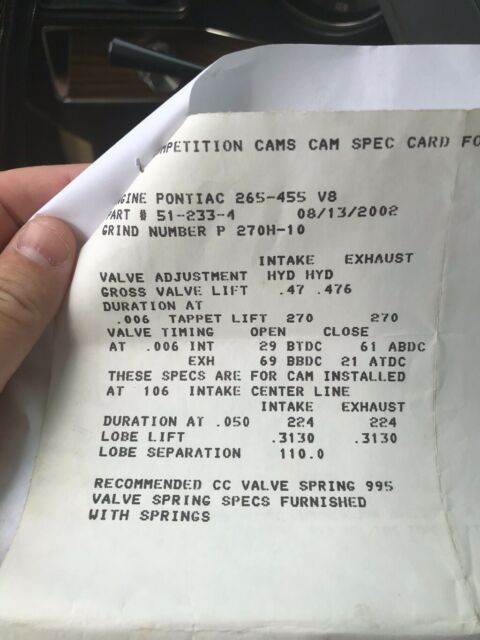 MPETITION CAMS CAM SPEC CARD FO
GINE PONTIAC 265-455 V8
PART # 51-233-4 08/13/2002
GRIND NUMBER P 270H-10
INTAKE EXHAUST
VALVE ADJUSTMENT HYD HYD
GROSS VALVE LIFT .47 .476
DURATION AT
.006 TAPPET LIFT 270 270
VALVE TIMING OPEN CLOSE
AT .006 INT 29 BTDC 61 ABDC
EXH 69 BBDC 21 ATDC
THESE SPECS ARE FOR CAM INSTALLED
AT 106 INTAKE CENTER LINE
INTAKE EXHAUST
DURATION AT .050 224 224
LOBE LIFT .3130 .3130
LOBE SEPARATION 110.0
RECOMMENDED CC VALVE SPRING 995
VALVE SPRING SPECS FURNISHED
WITH SPRINGS